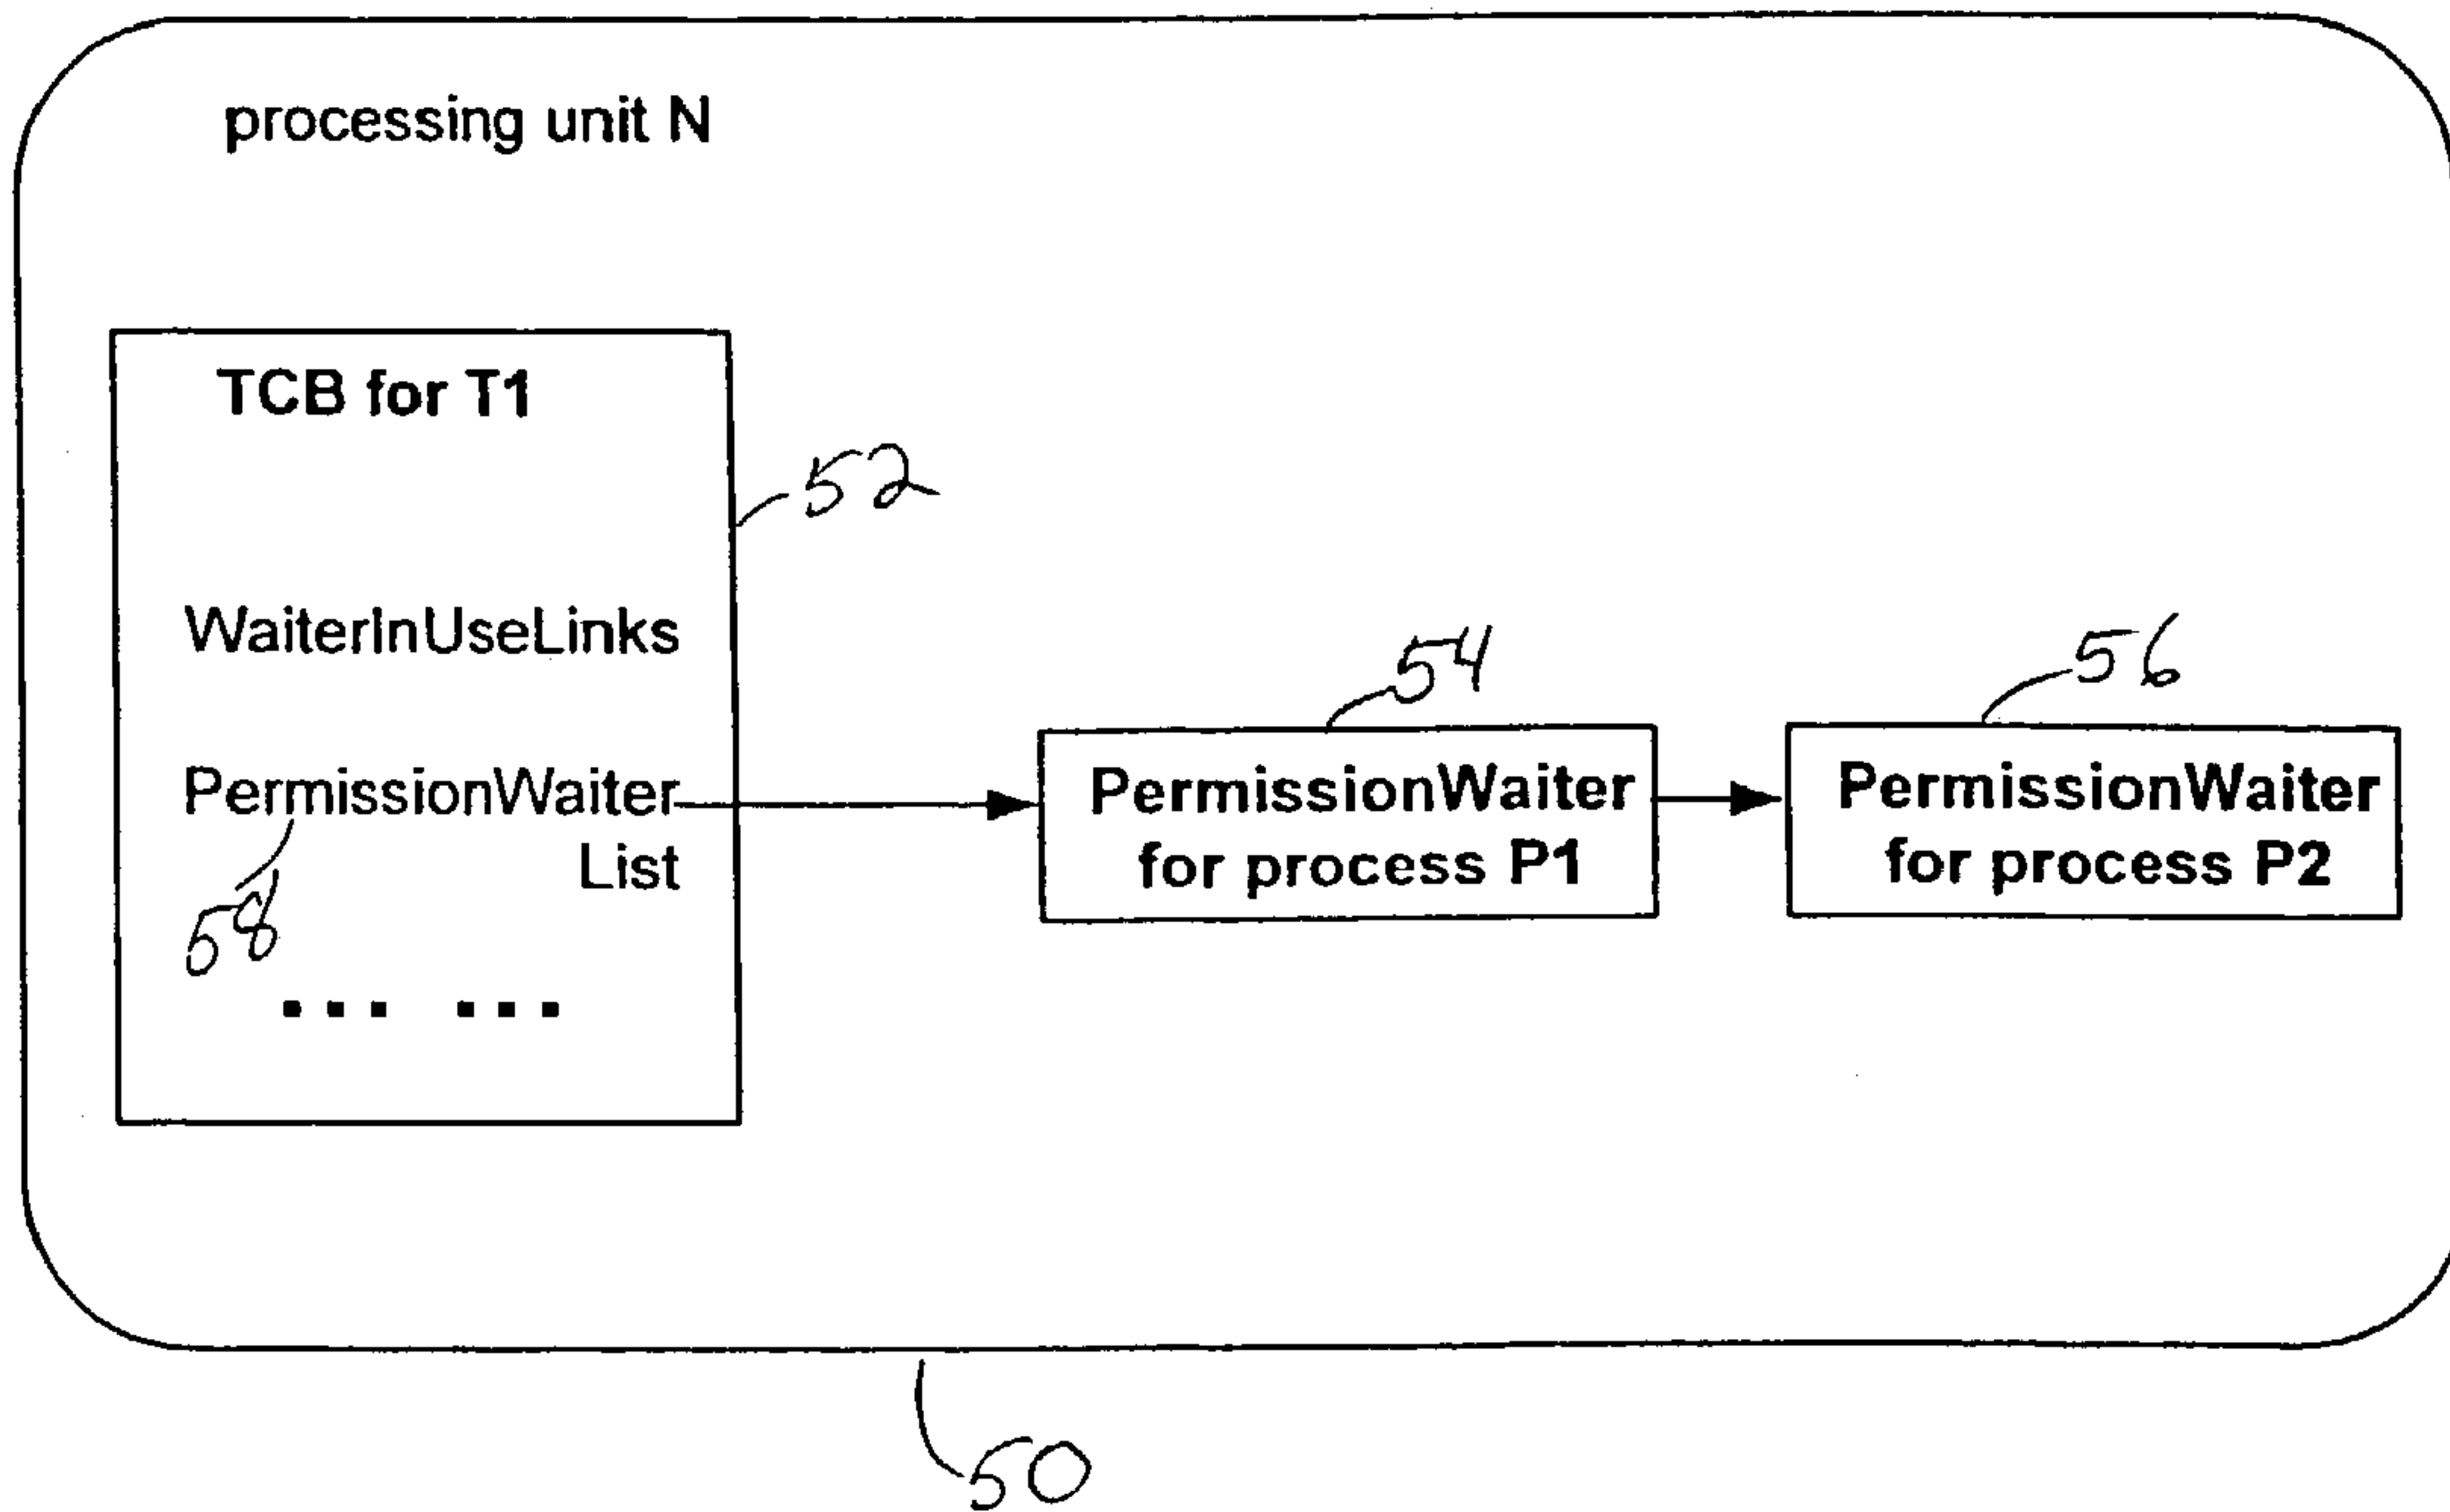 processing unit N
TCB for T1
52
WaiterInUseLinks
54
56
PermissionWaiter
List
58
... ...
PermissionWaiter
for process P1
PermissionWaiter
for process P2
50